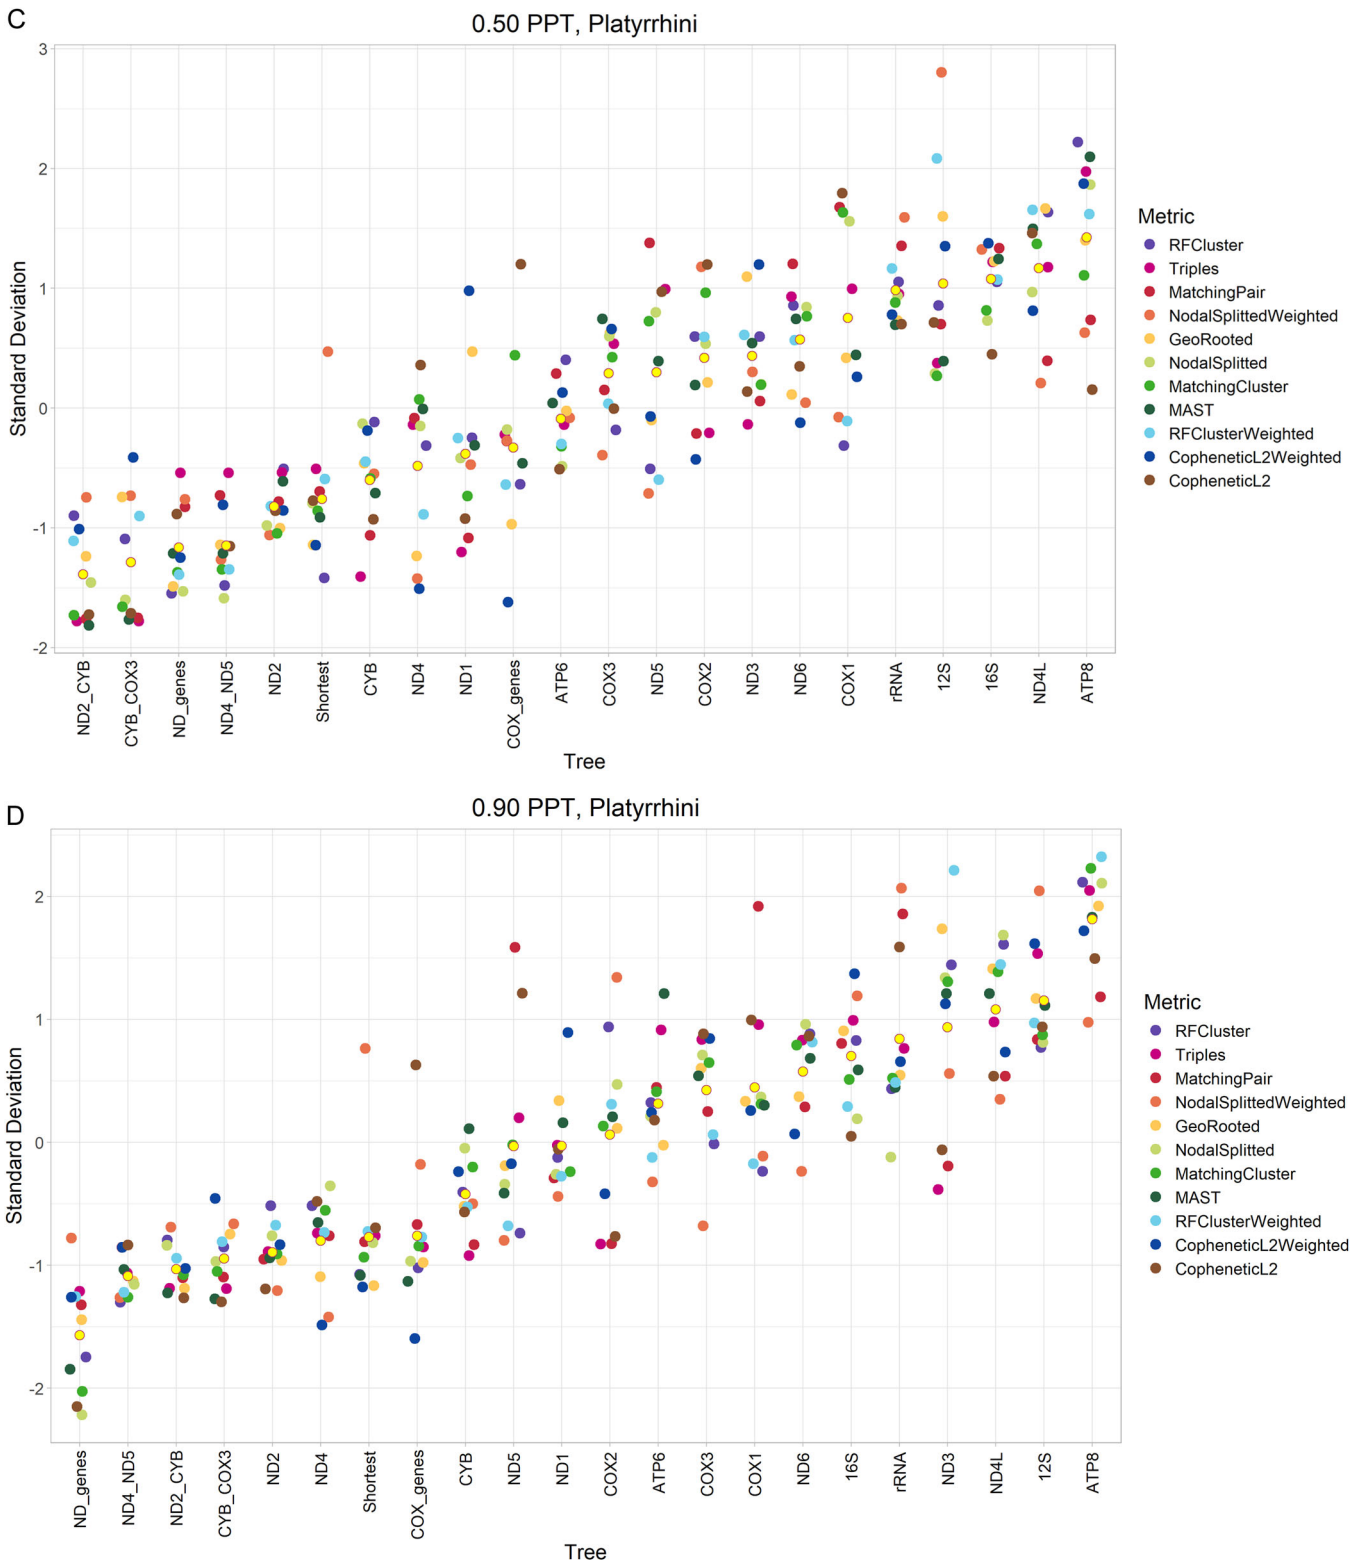 C
0.50 PPT, Platyrrhini
3
2
1
0
-1
-2
Standard Deviation
ND2_CYB
CYB_COX3
ND_genes
ND4_ND5
ND2
Shortest
CYB
ND4
ND1
COX_genes
ATP6
COX3
ND5
COX2
ND3
ND6
COX1
rRNA
12S
16S
ND4L
ATP8
Tree
Metric
RFCluster
Triples
MatchingPair
NodalSplittedWeighted
GeoRooted
NodalSplitted
MatchingCluster
MAST
RFClusterWeighted
CopheneticL2Weighted
CopheneticL2
D
0.90 PPT, Platyrrhini
2
1
0
-1
-2
Standard Deviation
ND_genes
ND4_ND5
ND2_CYB
CYB_COX3
ND2
ND4
Shortest
COX_genes
CYB
ND5
ND1
COX2
ATP6
COX3
COX1
ND6
16S
rRNA
ND3
ND4L
12S
ATP8
Tree
Metric
RFCluster
Triples
MatchingPair
NodalSplittedWeighted
GeoRooted
NodalSplitted
MatchingCluster
MAST
RFClusterWeighted
CopheneticL2Weighted
CopheneticL2